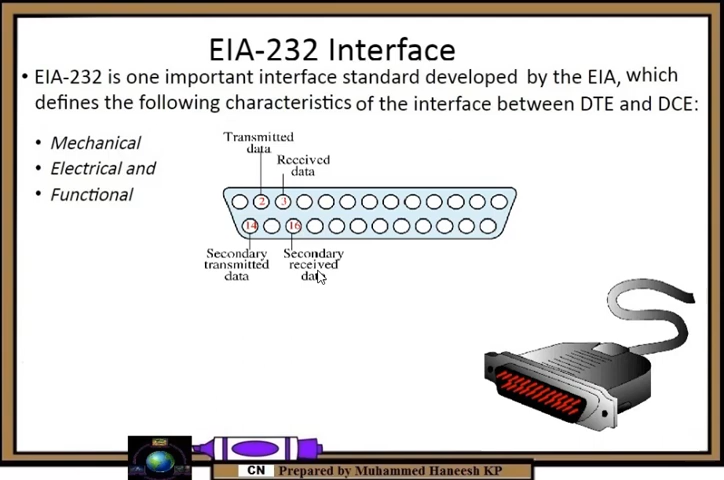 EIA-232 Interface
• EIA-232 is one important interface standard developed by the EIA, which
defines the following characteristics of the interface between DTE and DCE:
• Mechanical
• Electrical and
• Functional
Transmitted
data
Received
data
2 3
14 16
Secondary
transmitted
data
Secondary
received
data
CN Prepared by Muhammed Haneesh KP